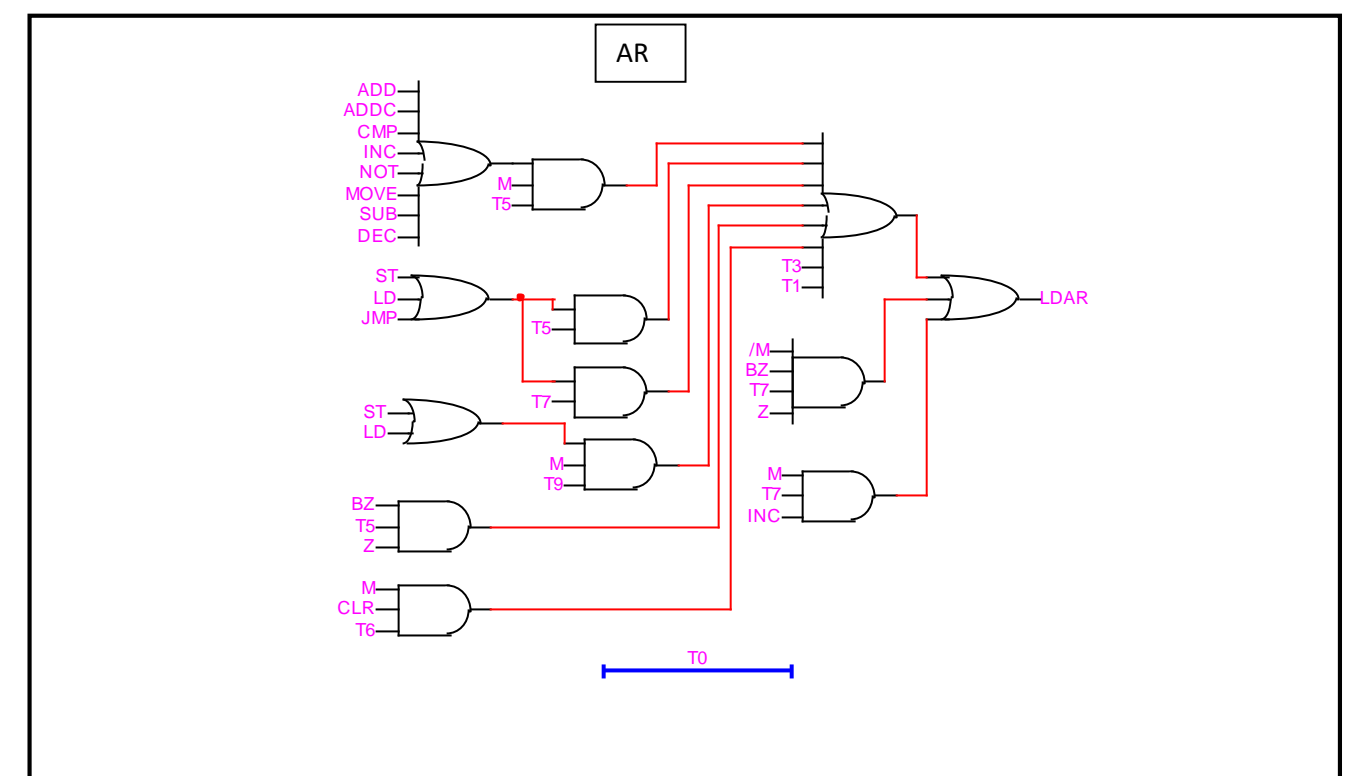 AR
ADD
ADDC
CMP
INC
NOT
MOVE
SUB
DEC
M
T5
ST
LD
JMP
T5
T7
ST
LD
M
T9
BZ
T5
Z
M
CLR
T6
T3
T1
/M
BZ
T7
Z
M
T7
INC
LDAR
T0